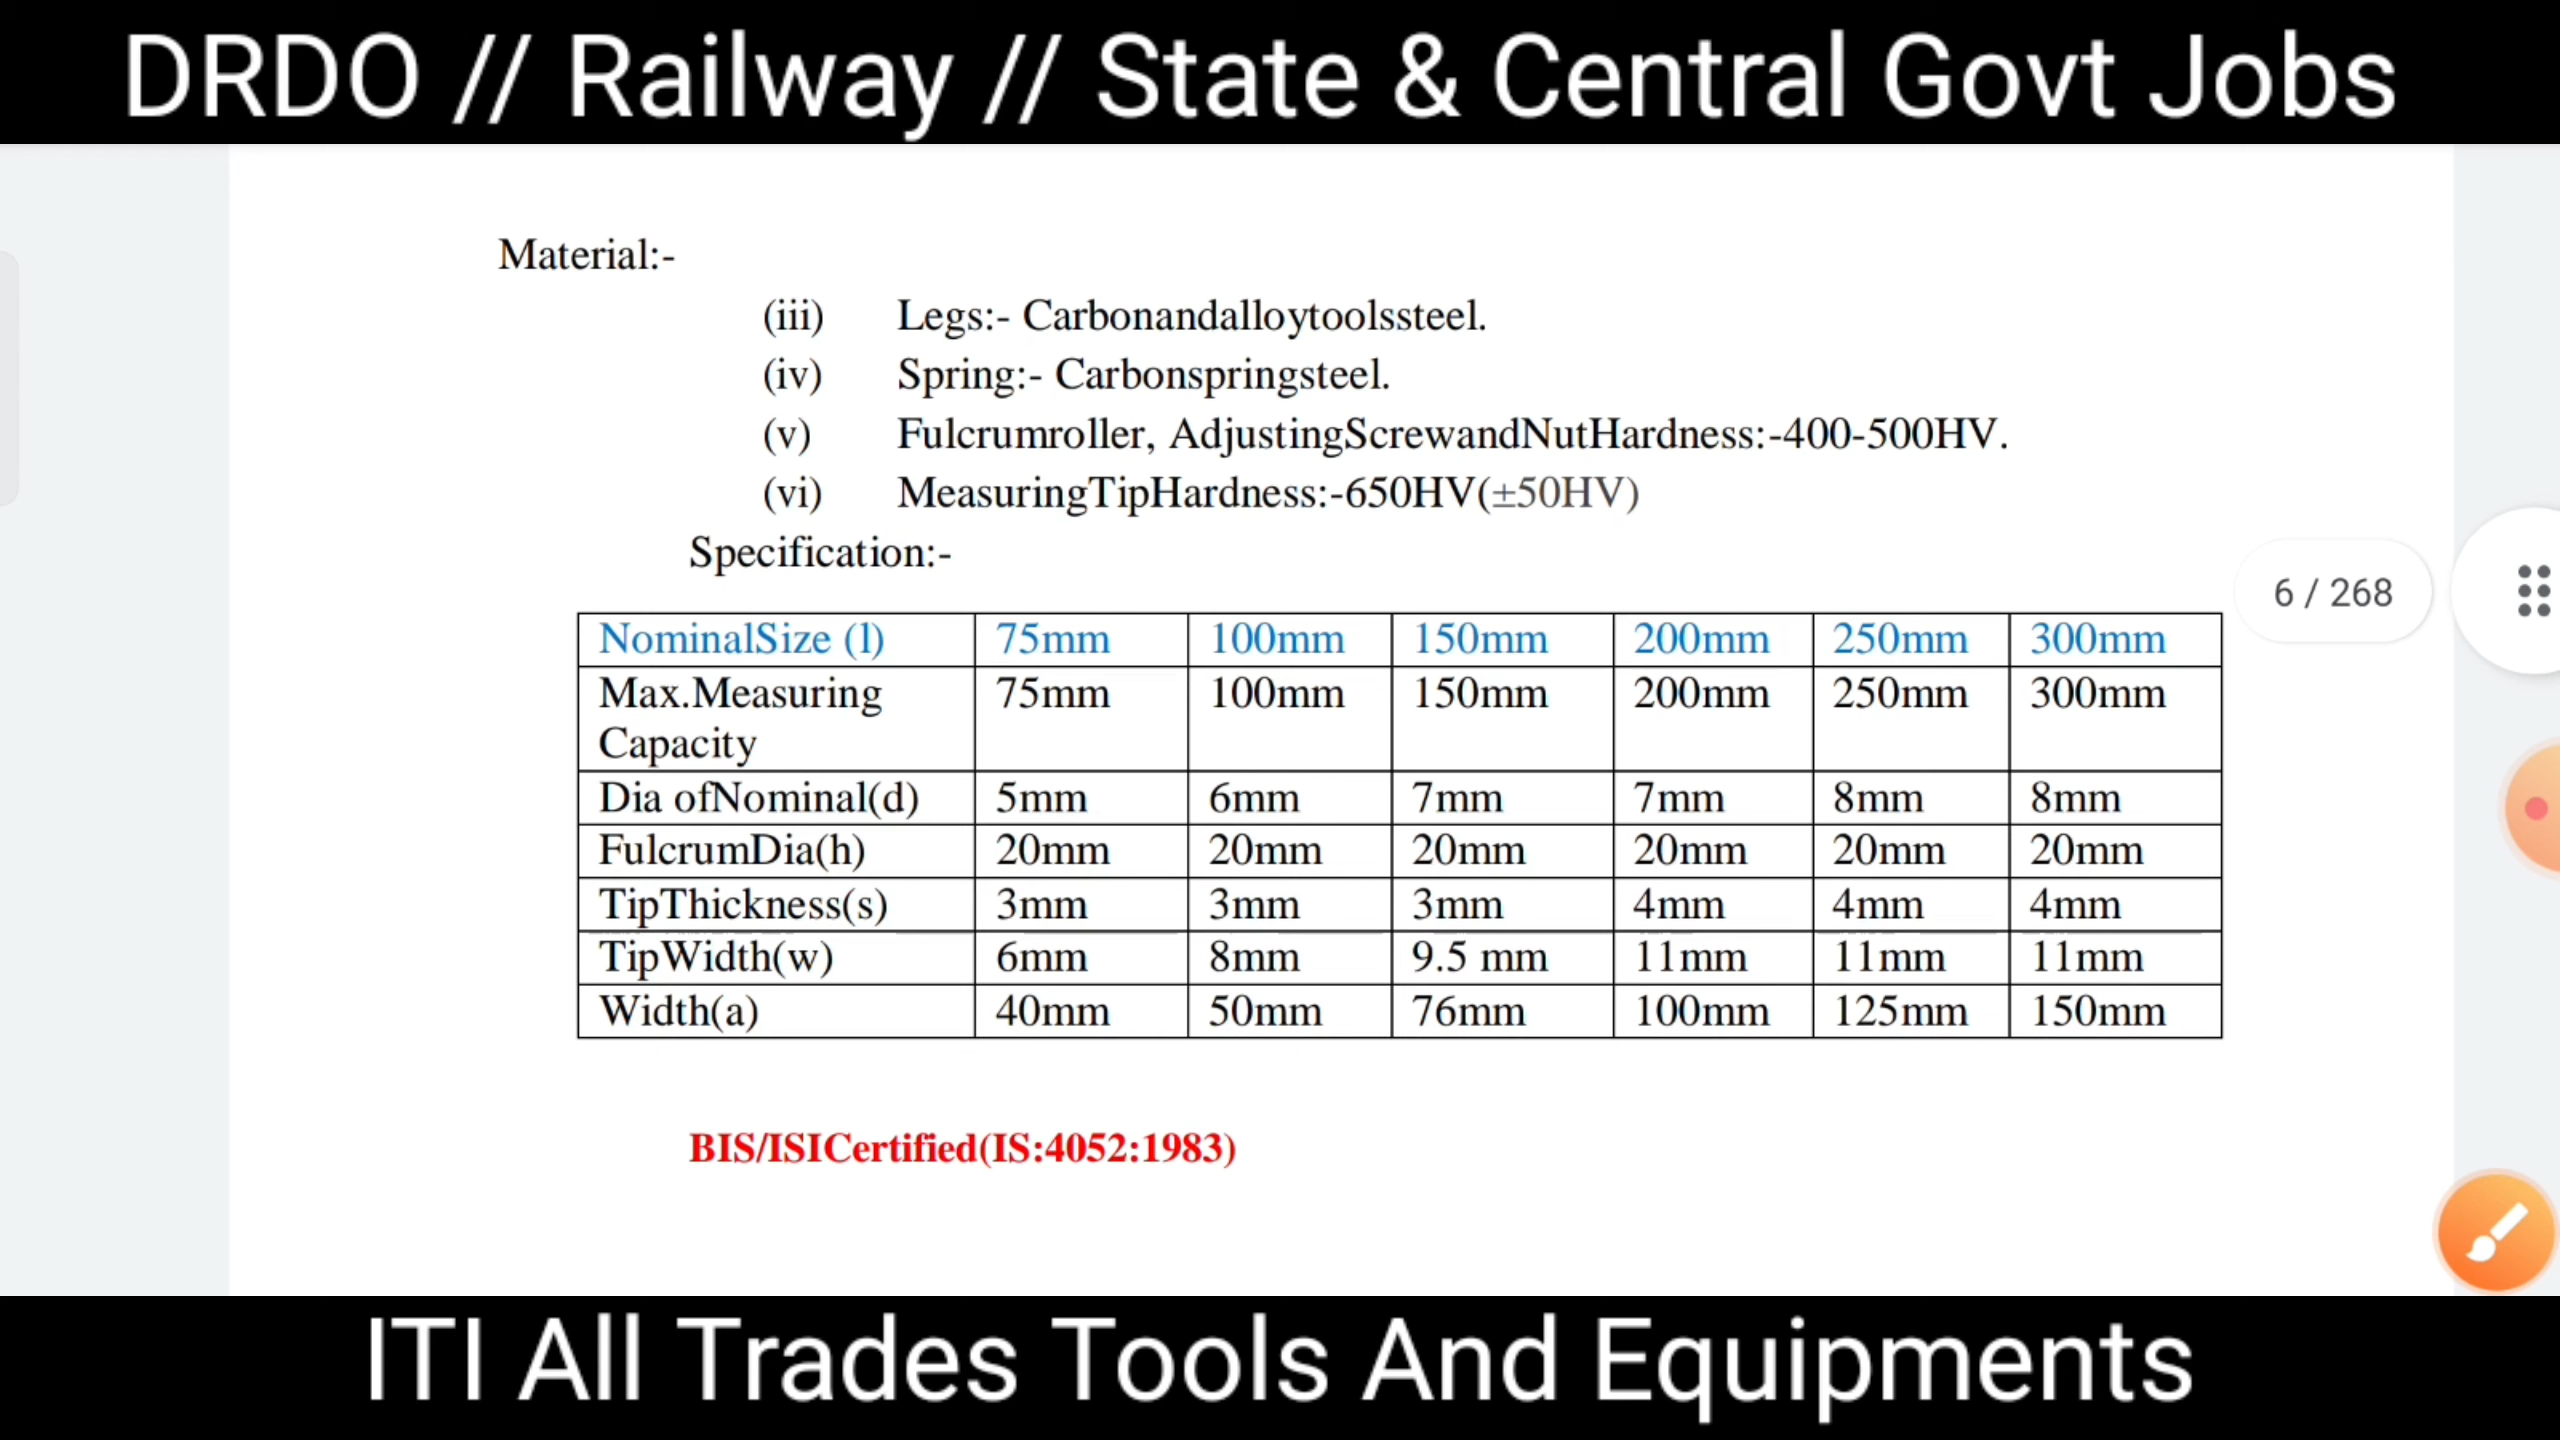 DRDO // Railway // State & Central Govt Jobs
Material:-
(iii) Legs:- Carbonandalloytoolssteel.
(iv) Spring:- Carbonspringsteel.
(v) Fulcrumroller, AdjustingScrewandNutHardness:-400-500HV.
(vi) MeasuringTipHardness:-650HV(±50HV)
Specification:-
6 / 268
NominalSize (l) 75mm 100mm 150mm 200mm 250mm 300mm
Max.Measuring 75mm 100mm 150mm 200mm 250mm 300mm
Capacity
Dia ofNominal(d) 5mm 6mm 7mm 7mm 8mm 8mm
FulcrumDia(h) 20mm 20mm 20mm 20mm 20mm 20mm
TipThickness(s) 3mm 3mm 3mm 4mm 4mm 4mm
TipWidth(w) 6mm 8mm 9.5 mm 11mm 11mm 11mm
Width(a) 40mm 50mm 76mm 100mm 125mm 150mm
BIS/ISICertified(IS:4052:1983)
ITI All Trades Tools And Equipments